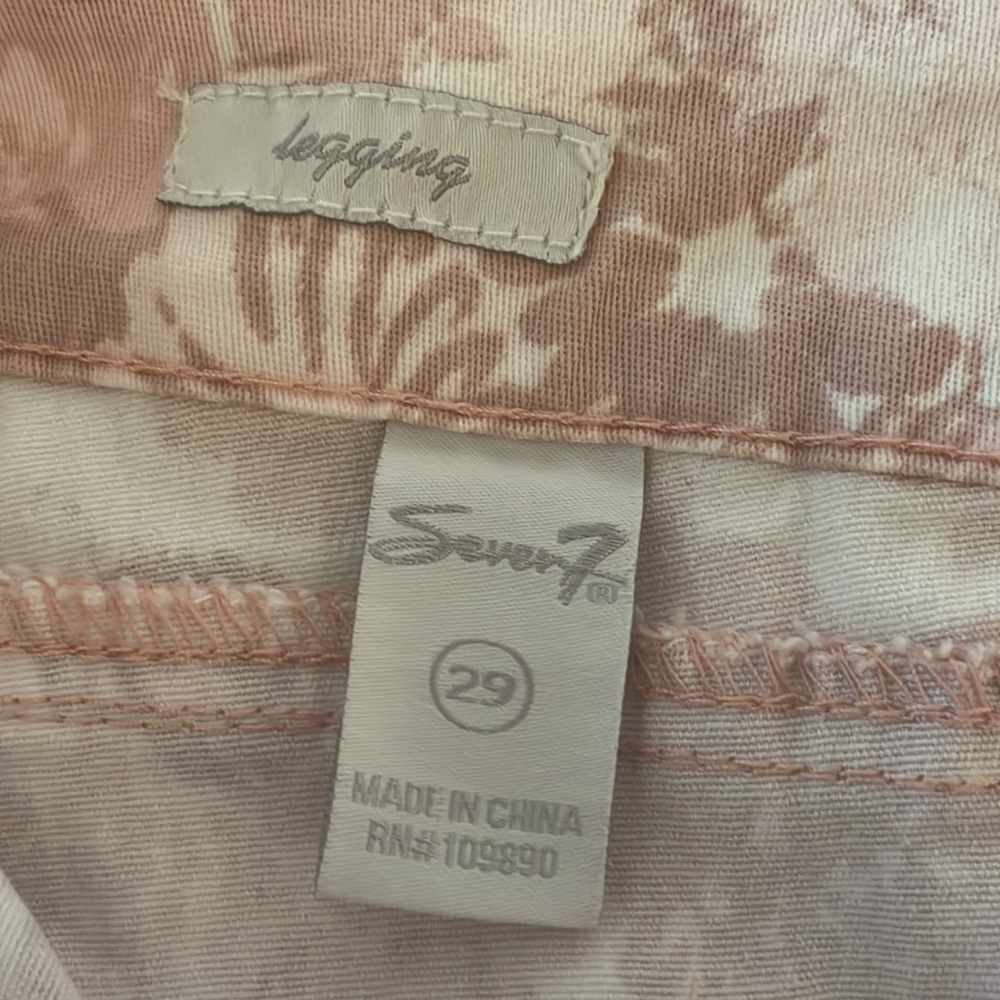 legging
Seven7®
29
MADE IN CHINA
RN# 109890